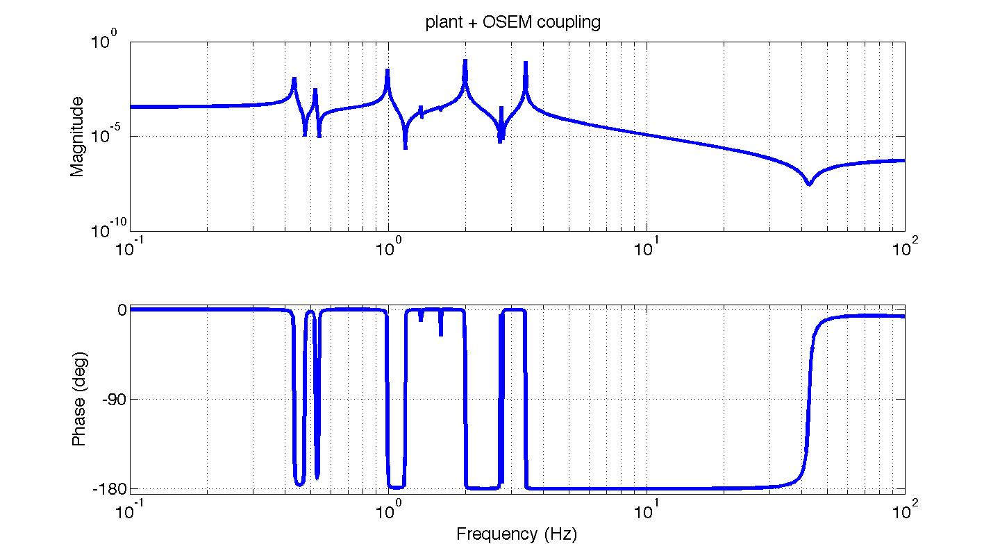 plant + OSEM coupling
10^0
10^-5
10^-10
Magnitude
10^-1 10^0 10^1 10^2
0
-90
-180
Phase (deg)
10^-1 10^0 10^1 10^2
Frequency (Hz)